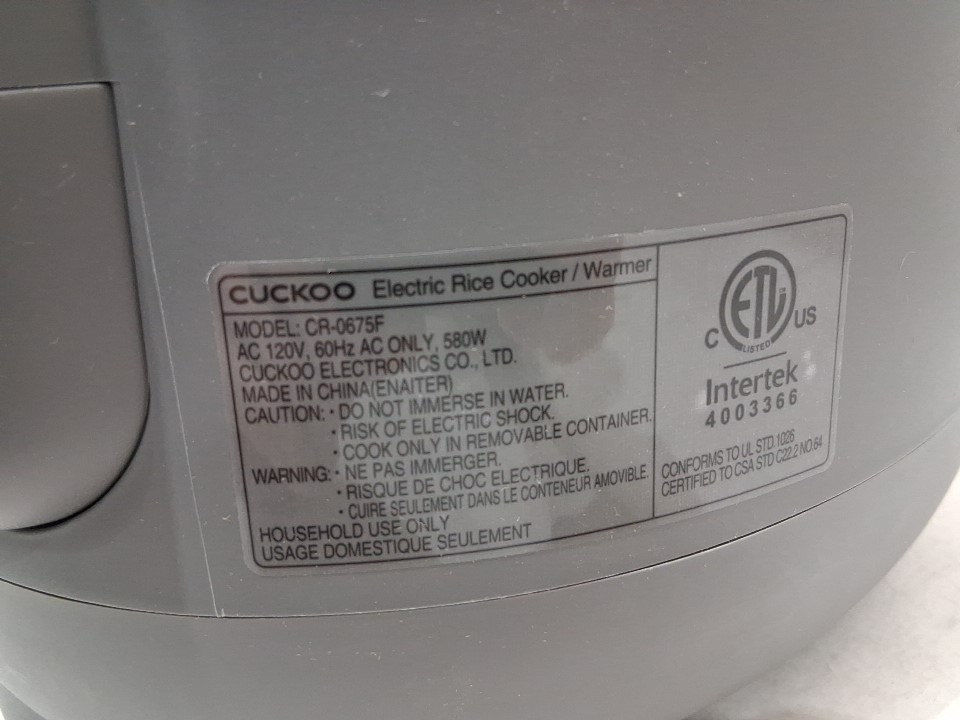 CUCKOO Electric Rice Cooker / Warmer
MODEL: CR-0675F
AC 120V, 60Hz AC ONLY, 580W
CUCKOO ELECTRONICS CO., LTD.
MADE IN CHINA(ENAITER)
CAUTION: • DO NOT IMMERSE IN WATER.
• RISK OF ELECTRIC SHOCK.
• COOK ONLY IN REMOVABLE CONTAINER.
WARNING: • NE PAS IMMERGER.
• RISQUE DE CHOC ELECTRIQUE.
• CUIRE SEULEMENT DANS LE CONTENEUR AMOVIBLE.
HOUSEHOLD USE ONLY
USAGE DOMESTIQUE SEULEMENT
C ETL US
LISTED
Intertek
4003366
CONFORMS TO UL STD.1026
CERTIFIED TO CSA STD C22.2 NO.64